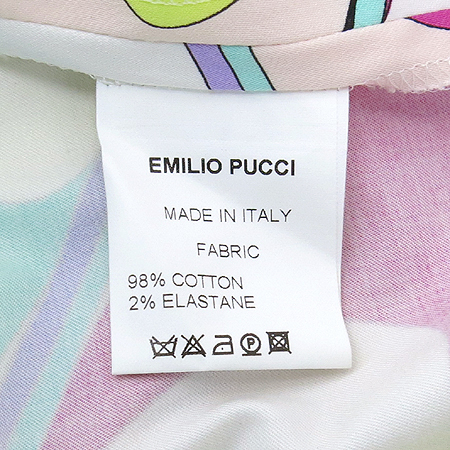 EMILIO PUCCI
MADE IN ITALY
FABRIC
98% COTTON
2% ELASTANE
P